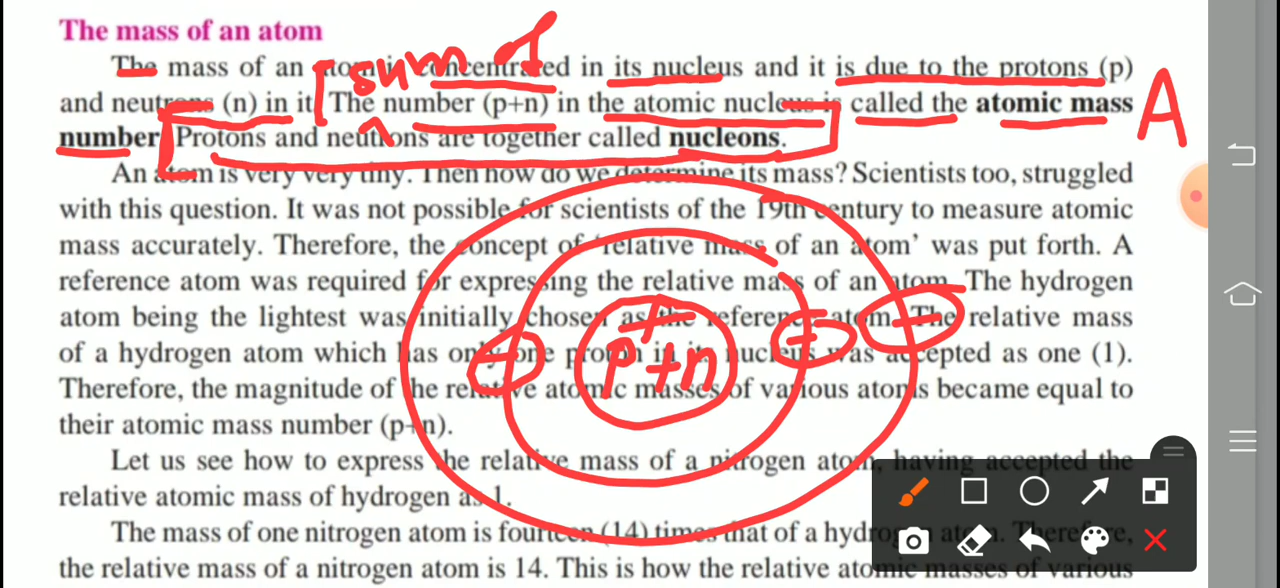 The mass of an atom
sum of
The mass of an atom is concentrated in its nucleus and it is due to the protons (p)
and neutrons (n) in it. The number (p+n) in the atomic nucleus is called the atomic mass A
number. Protons and neutrons are together called nucleons.
An atom is very very tiny. Then how do we determine its mass? Scientists too, struggled
with this question. It was not possible for scientists of the 19th century to measure atomic
mass accurately. Therefore, the concept of ‘relative mass of an atom’ was put forth. A
reference atom was required for expressing the relative mass of an atom. The hydrogen
atom being the lightest was initially chosen as the reference atom. The relative mass
of a hydrogen atom which has only one proton in its nucleus was accepted as one (1).
+
p+n
Therefore, the magnitude of the relative atomic masses of various atoms became equal to
their atomic mass number (p+n).
Let us see how to express the relative mass of a nitrogen atom, having accepted the
relative atomic mass of hydrogen as 1.
The mass of one nitrogen atom is fourteen (14) times that of a hydrogen atom. Therefore,
the relative mass of a nitrogen atom is 14. This is how the relative atomic masses of various